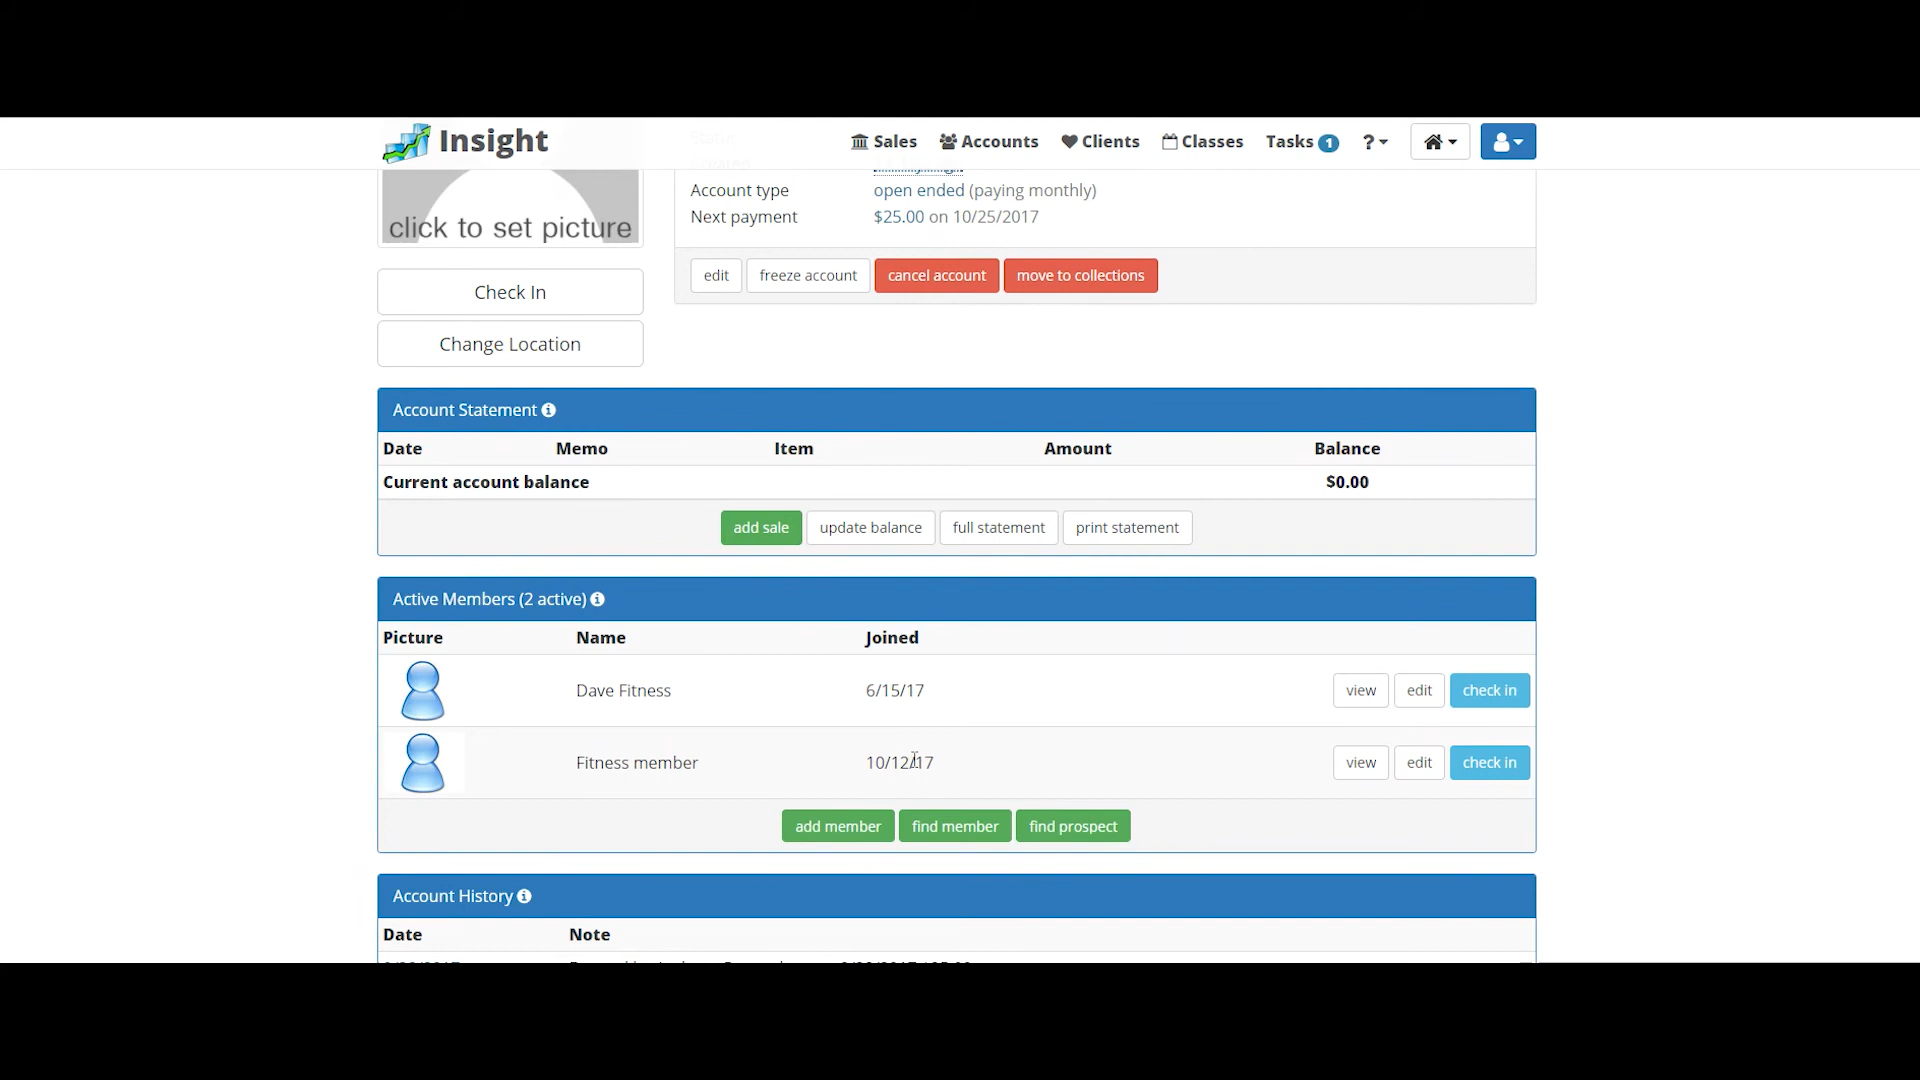 Insight
Sales Accounts Clients Classes Tasks 1 ?
click to set picture
Account type open ended (paying monthly)
Next payment $25.00 on 10/25/2017
edit freeze account cancel account move to collections
Check In
Change Location
Account Statement
Date Memo Item Amount Balance
Current account balance $0.00
add sale update balance full statement print statement
Active Members (2 active)
Picture Name Joined
Dave Fitness 6/15/17 view edit check in
Fitness member 10/12/17 view edit check in
add member find member find prospect
Account History
Date Note